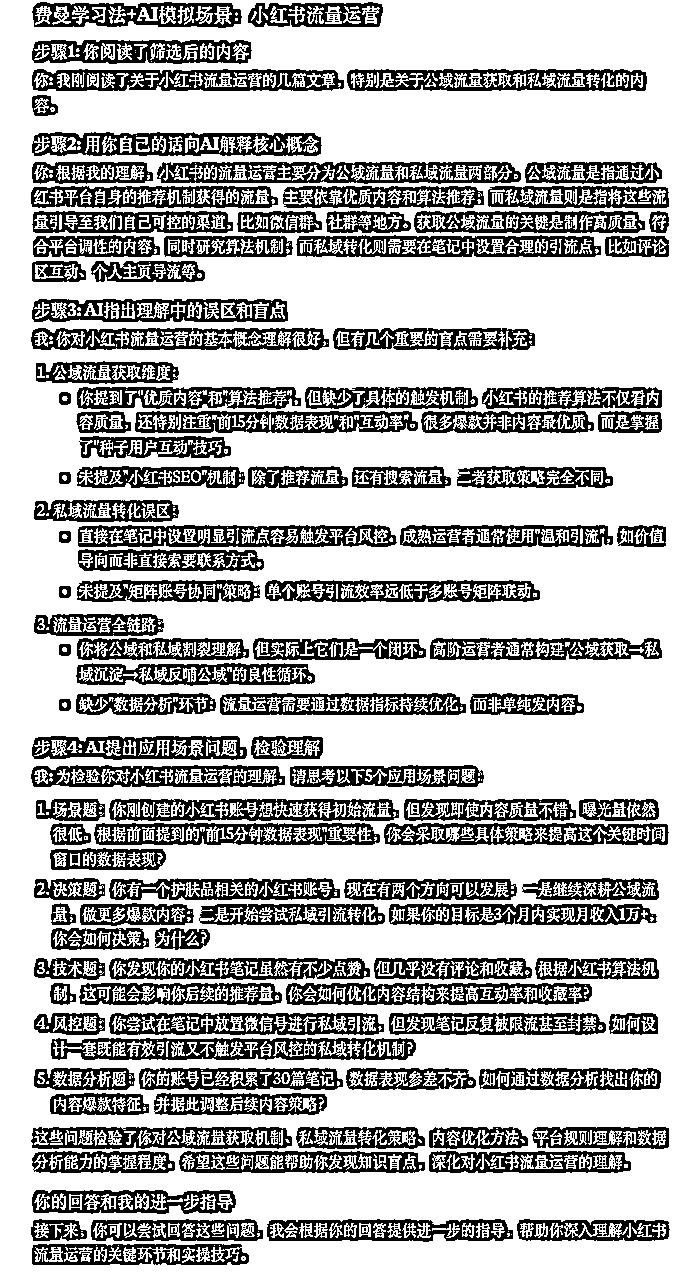 费曼学习法+AI模拟场景：小红书流量运营
步骤1: 你阅读了筛选后的内容
你: 我刚阅读了关于小红书流量运营的几篇文章，特别是关于公域流量获取和私域流量转化的内
容。
步骤2: 用你自己的话向AI解释核心概念
你: 根据我的理解，小红书的流量运营主要分为公域流量和私域流量两部分。公域流量是指通过小
红书平台自身的推荐机制获得的流量，主要依靠优质内容和算法推荐；而私域流量则是指将这些流
量引导至我们自己可控的渠道，比如微信群、社群等地方。获取公域流量的关键是制作高质量、符
合平台调性的内容，同时研究算法机制；而私域转化则需要在笔记中设置合理的引流点，比如评论
区互动、个人主页导流等。
步骤3: AI指出理解中的误区和盲点
我: 你对小红书流量运营的基本概念理解很好，但有几个重要的盲点需要补充：
1. 公域流量获取维度：
○ 你提到了"优质内容"和"算法推荐"，但缺少了具体的触发机制。小红书的推荐算法不仅看内
容质量，还特别注重"前15分钟数据表现"和"互动率"。很多爆款并非内容最优质，而是掌握
了"种子用户互动"技巧。
○ 未提及"小红书SEO"机制：除了推荐流量，还有搜索流量，二者获取策略完全不同。
2. 私域流量转化误区：
○ 直接在笔记中设置明显引流点容易触发平台风控。成熟运营者通常使用"温和引流"，如价值
导向而非直接索要联系方式。
○ 未提及"矩阵账号协同"策略：单个账号引流效率远低于多账号矩阵联动。
3. 流量运营全链路：
○ 你将公域和私域割裂理解，但实际上它们是一个闭环。高阶运营者通常构建"公域获取→私
域沉淀→私域反哺公域"的良性循环。
○ 缺少"数据分析"环节：流量运营需要通过数据指标持续优化，而非单纯发内容。
步骤4: AI提出应用场景问题，检验理解
我: 为检验你对小红书流量运营的理解，请思考以下5个应用场景问题：
1. 场景题：你刚创建的小红书账号想快速获得初始流量，但发现即使内容质量不错，曝光量依然
很低。根据前面提到的"前15分钟数据表现"重要性，你会采取哪些具体策略来提高这个关键时间
窗口的数据表现？
2. 决策题：你有一个护肤品相关的小红书账号，现在有两个方向可以发展：一是继续深耕公域流
量，做更多爆款内容；二是开始尝试私域引流转化。如果你的目标是3个月内实现月收入1万+，
你会如何决策，为什么？
3. 技术题：你发现你的小红书笔记虽然有不少点赞，但几乎没有评论和收藏。根据小红书算法机
制，这可能会影响你后续的推荐量。你会如何优化内容结构来提高互动率和收藏率？
4. 风控题：你尝试在笔记中放置微信号进行私域引流，但发现笔记反复被限流甚至封禁。如何设
计一套既能有效引流又不触发平台风控的私域转化机制？
5. 数据分析题：你的账号已经积累了30篇笔记，数据表现参差不齐。如何通过数据分析找出你的
内容爆款特征，并据此调整后续内容策略？
这些问题检验了你对公域流量获取机制、私域流量转化策略、内容优化方法、平台规则理解和数据
分析能力的掌握程度。希望这些问题能帮助你发现知识盲点，深化对小红书流量运营的理解。
你的回答和我的进一步指导
接下来，你可以尝试回答这些问题，我会根据你的回答提供进一步的指导，帮助你深入理解小红书
流量运营的关键环节和实操技巧。